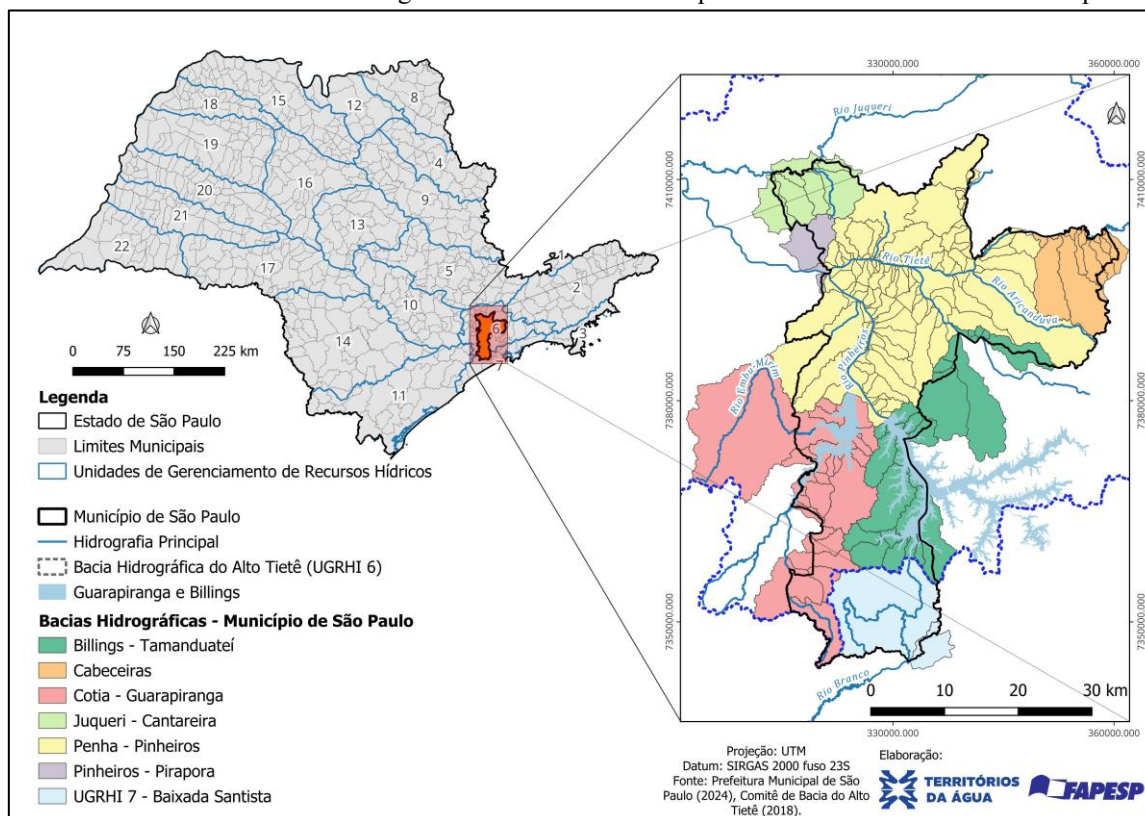 330000.000
360000.000
7410000.000
7380000.000
7350000.000
330000.000
360000.000
18
15
12
8
19
4
16
20
9
13
21
22
17
5
1
2
10
6
3
14
7
11
0 75 150 225 km
Rio Juqueri
Rio Tietê
Rio Aricanduva
Rio Pinheiros
Rio Embu-Mirim
Rio Branco
0 10 20 30 km
Legenda
Estado de São Paulo
Limites Municipais
Unidades de Gerenciamento de Recursos Hídricos
Município de São Paulo
Hidrografia Principal
Bacia Hidrográfica do Alto Tietê (UGRHI 6)
Guarapiranga e Billings
Bacias Hidrográficas - Município de São Paulo
Billings - Tamanduateí
Cabeceiras
Cotia - Guarapiranga
Juqueri - Cantareira
Penha - Pinheiros
Pinheiros - Pirapora
UGRHI 7 - Baixada Santista
Projeção: UTM
Datum: SIRGAS 2000 fuso 23S
Fonte: Prefeitura Municipal de São
Paulo (2024), Comitê de Bacia do Alto
Tietê (2018).
Elaboração:
TERRITÓRIOS
DA ÁGUA
FAPESP